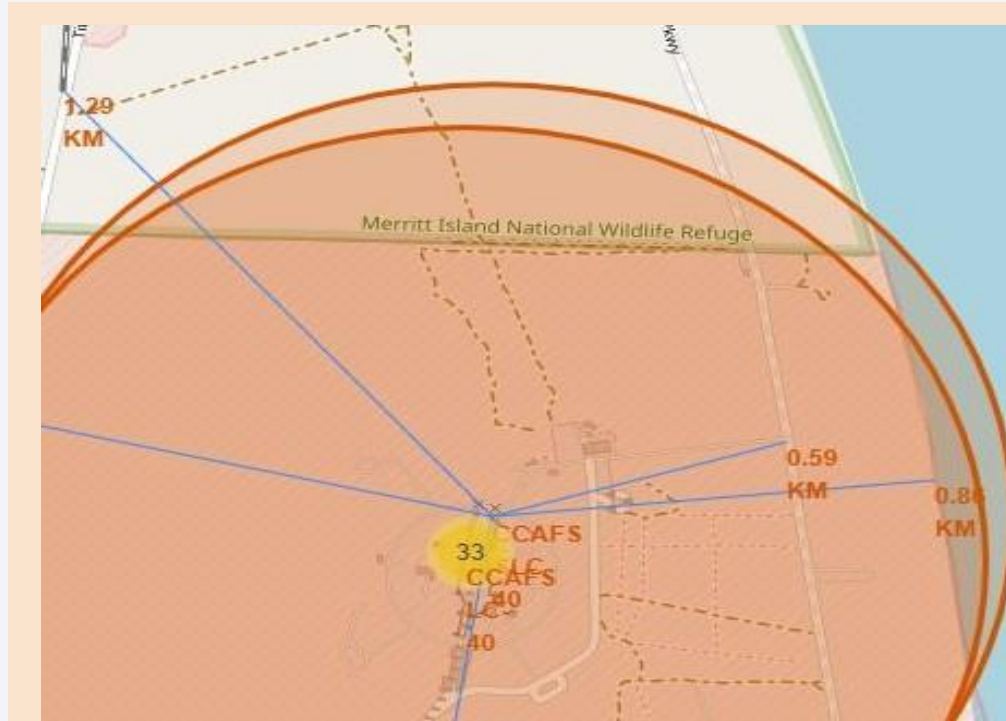 1.29
KM
Merritt Island National Wildlife Refuge
0.59
KM
0.86
KM
33
CCAFS
LC-
40
CCAFS
LC-
40